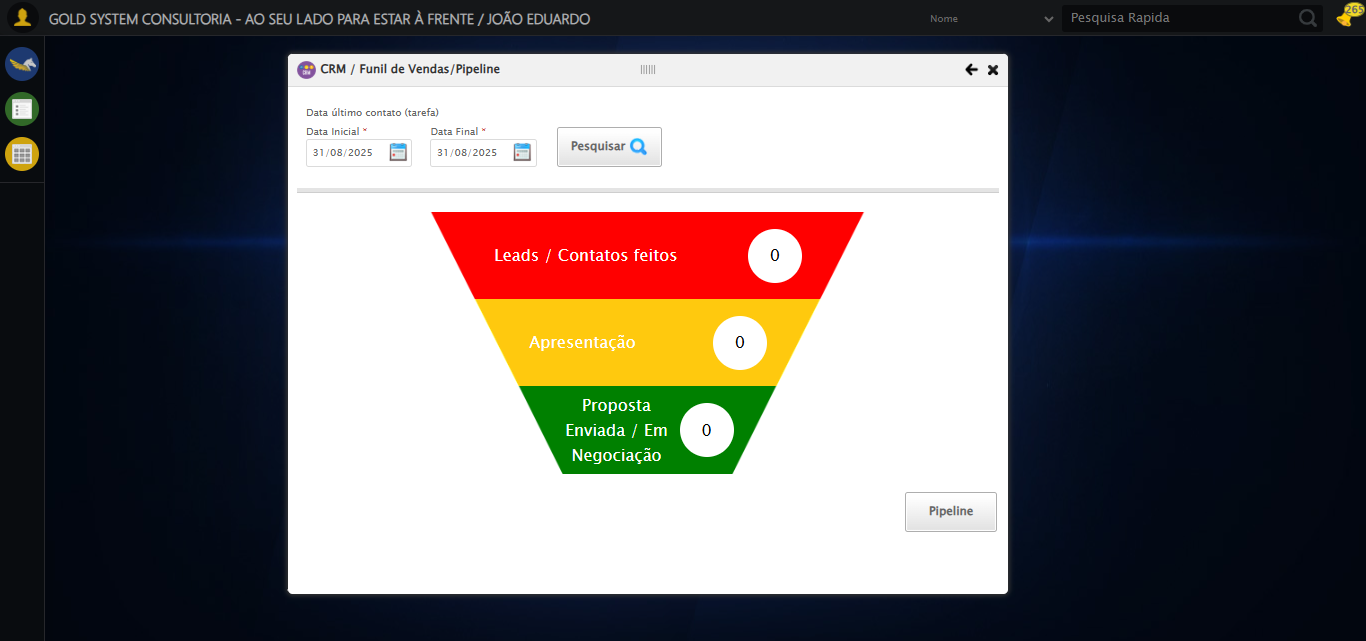 GOLD SYSTEM CONSULTORIA - AO SEU LADO PARA ESTAR À FRENTE / JOÃO EDUARDO
Nome
Pesquisa Rapida
265
CRM / Funil de Vendas/Pipeline
Data último contato (tarefa)
Data Inicial *
Data Final *
31/08/2025
31/08/2025
Pesquisar
Leads / Contatos feitos
0
Apresentação
0
Proposta
Enviada / Em
Negociação
0
Pipeline